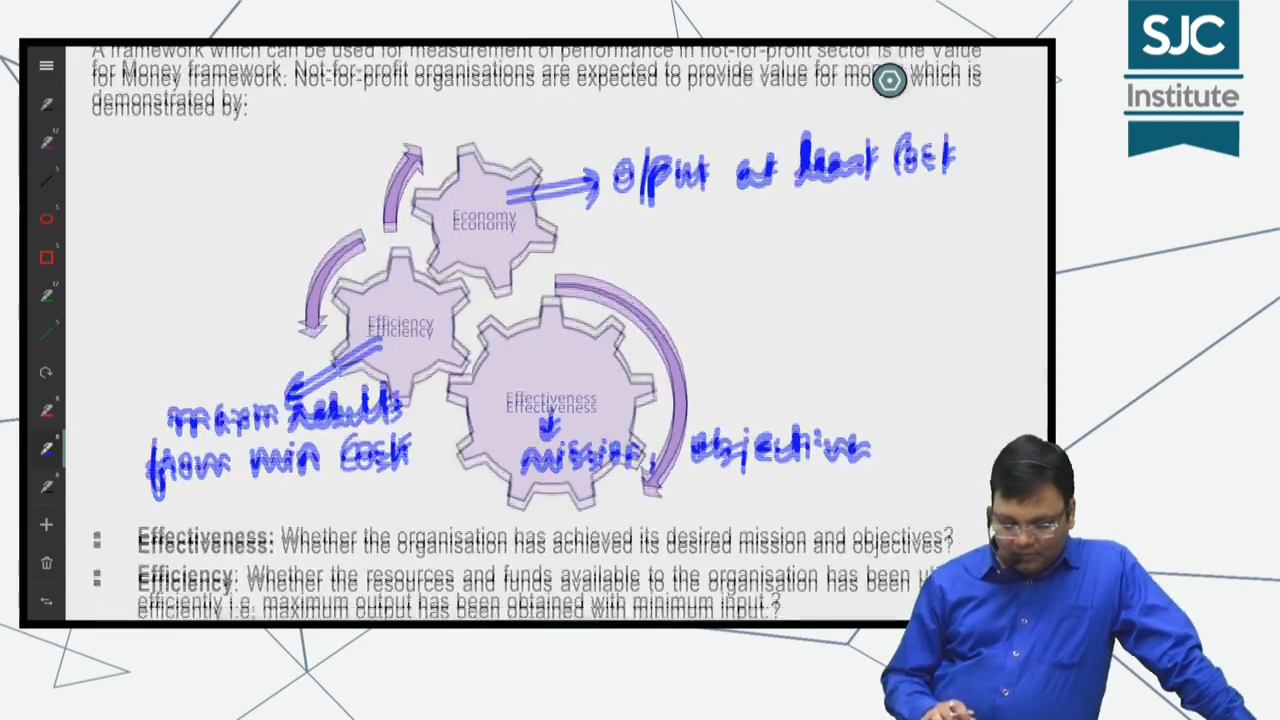 A framework which can be used for measurement of performance in not-for-profit sector is the Value
for Money framework. Not-for-profit organisations are expected to provide value for money which is
demonstrated by:
SJC
Institute
Economy
O/put at least Cost
Efficiency
maxm results
from min Cost
Effectiveness
mission, objective
Effectiveness: Whether the organisation has achieved its desired mission and objectives?
Efficiency: Whether the resources and funds available to the organisation has been
efficiently i.e. maximum output has been obtained with minimum input.?